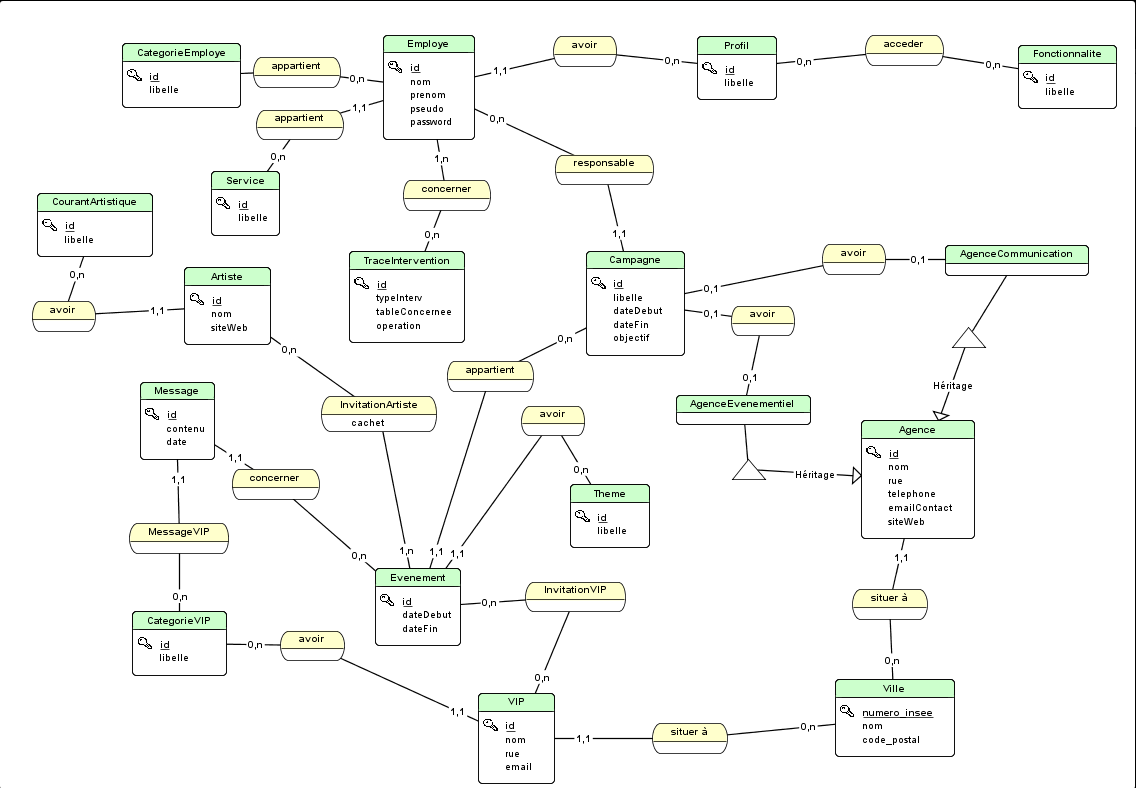 CategorieEmploye
id
libelle
appartient
0,n
Employe
id
nom
prenom
pseudo
password
1,1
avoir
0,n
Profil
id
libelle
0,n
acceder
0,n
Fonctionnalite
id
libelle
appartient
1,1
0,n
Service
id
libelle
1,n
concerner
0,n
TraceIntervention
id
typeInterv
tableConcernee
operation
0,n
responsable
1,1
Campagne
id
libelle
dateDebut
dateFin
objectif
0,1
avoir
0,1
AgenceCommunication
0,1
avoir
0,1
AgenceEvenementiel
Héritage
Héritage
Agence
id
nom
rue
telephone
emailContact
siteWeb
1,1
situer à
0,n
Ville
numero_insee
nom
code_postal
CourantArtistique
id
libelle
0,n
avoir
1,1
Artiste
id
nom
siteWeb
0,n
InvitationArtiste
cachet
1,n
0,n
appartient
1,1
avoir
1,1
0,n
Theme
id
libelle
Message
id
contenu
date
1,1
concerner
0,n
1,1
MessageVIP
0,n
CategorieVIP
id
libelle
Evenement
id
dateDebut
dateFin
0,n
InvitationVIP
0,n
0,n
avoir
1,1
VIP
id
nom
rue
email
1,1
situer à
0,n